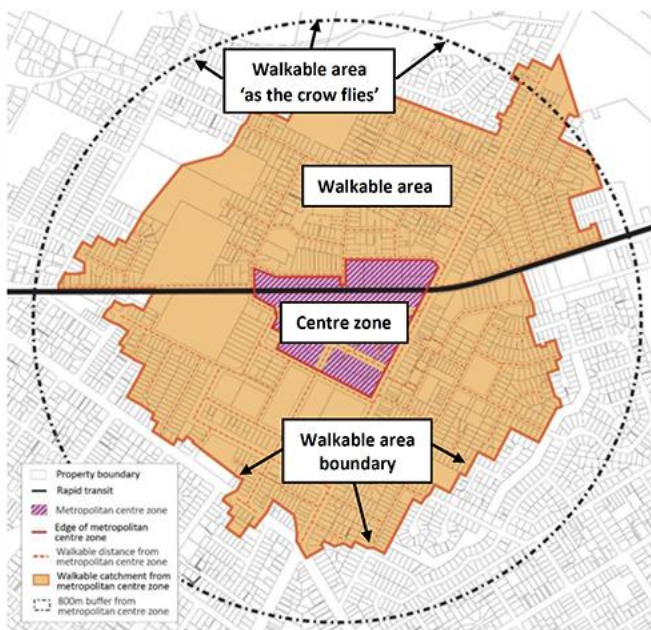 Walkable area
‘as the crow flies’
Walkable area
Centre zone
Walkable area
boundary
Property boundary
Rapid transit
Metropolitan centre zone
Edge of metropolitan
centre zone
Walkable distance from
metropolitan centre zone
Walkable catchment from
metropolitan centre zone
800m buffer from
metropolitan centre zone